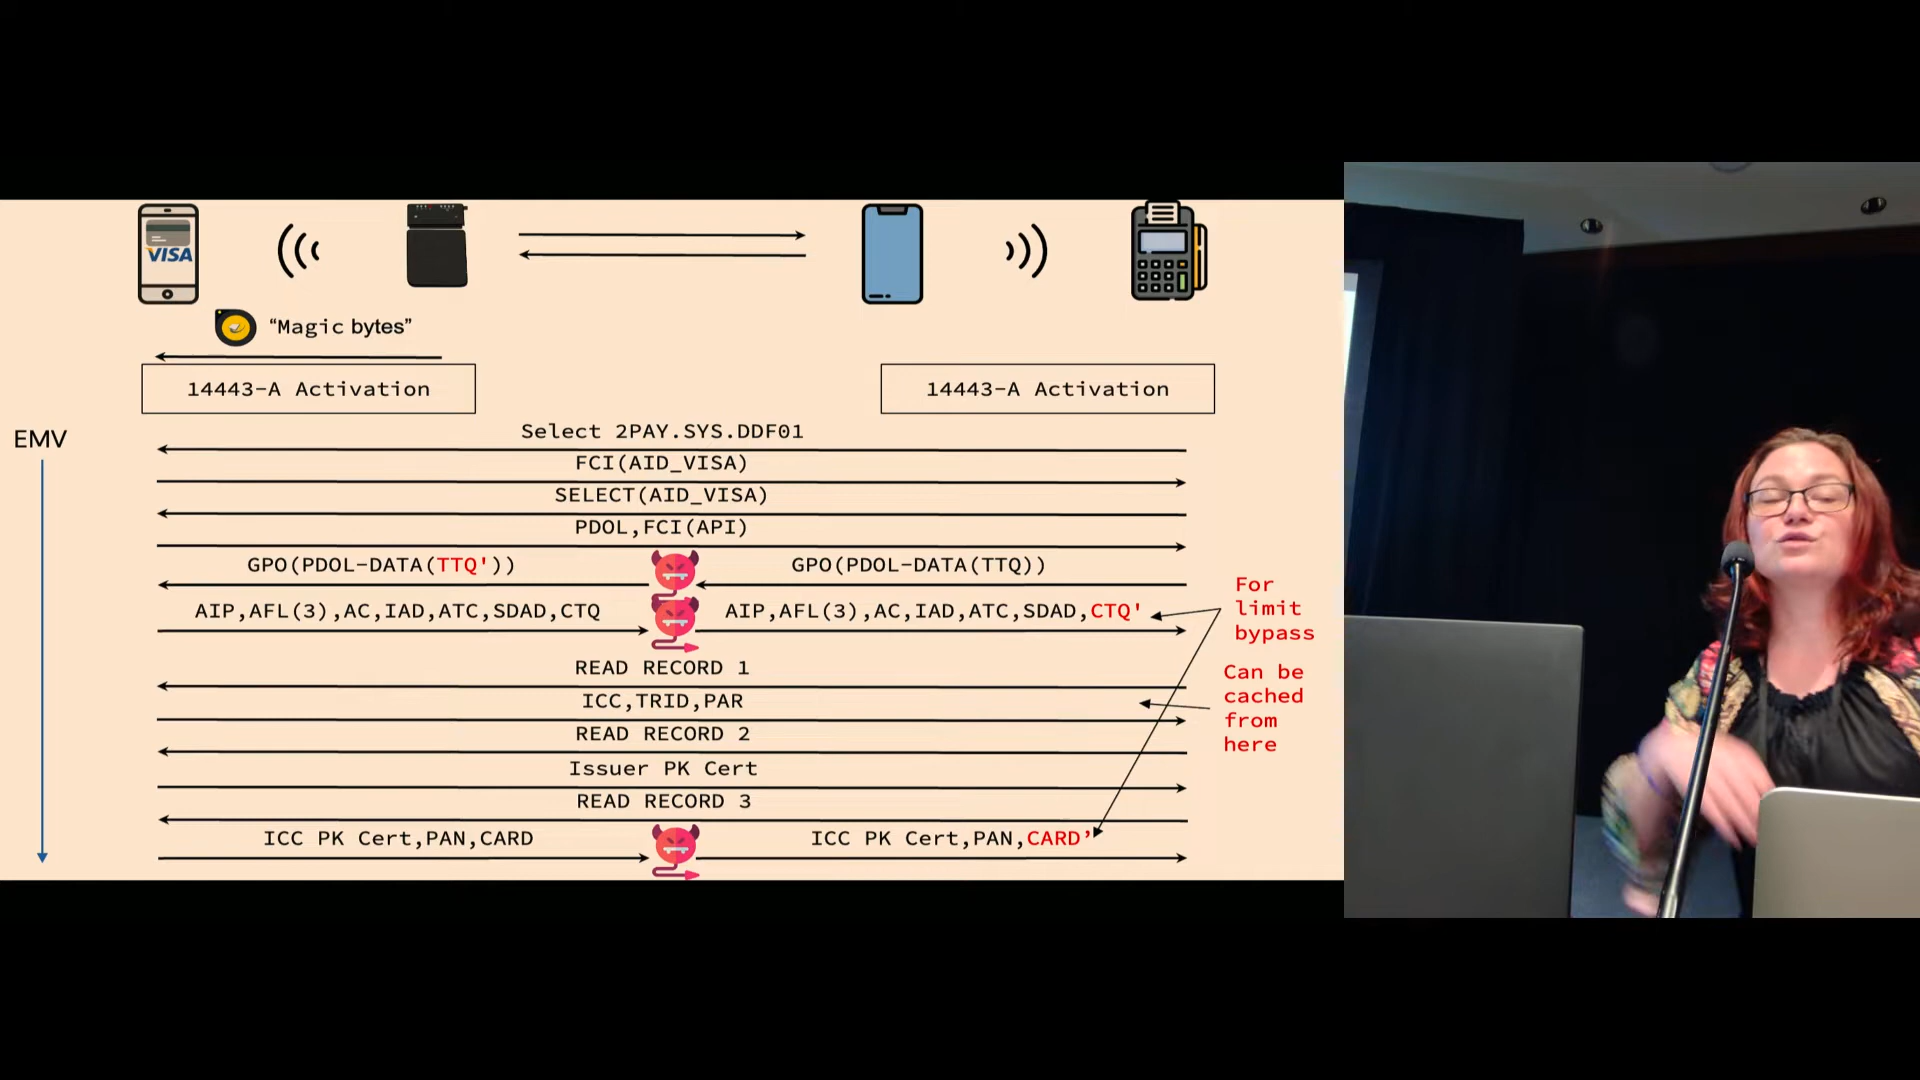 VISA
“Magic bytes”
14443-A Activation
14443-A Activation
EMV
Select 2PAY.SYS.DDF01
FCI(AID_VISA)
SELECT(AID_VISA)
PDOL,FCI(API)
GPO(PDOL-DATA(TTQ'))
GPO(PDOL-DATA(TTQ))
AIP,AFL(3),AC,IAD,ATC,SDAD,CTQ
AIP,AFL(3),AC,IAD,ATC,SDAD,CTQ'
For
limit
bypass
READ RECORD 1
ICC,TRID,PAR
Can be
cached
from
here
READ RECORD 2
Issuer PK Cert
READ RECORD 3
ICC PK Cert,PAN,CARD
ICC PK Cert,PAN,CARD’